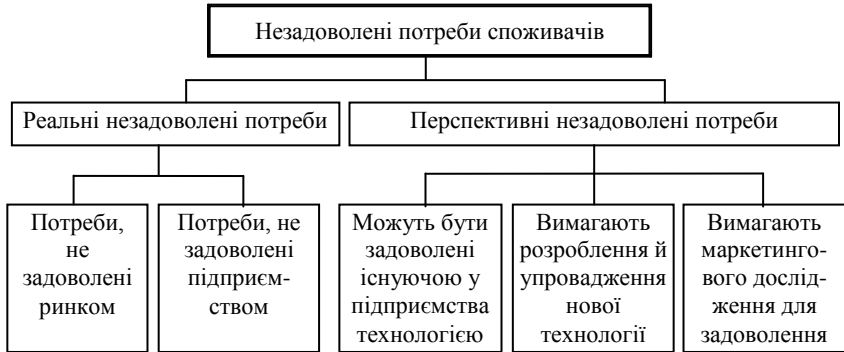 Незадоволені потреби споживачів
Реальні незадоволені потреби
Перспективні незадоволені потреби
Потреби,
не
задоволені
ринком
Потреби, не
задоволені
підприєм-
ством
Можуть бути
задоволені
існуючою у
підприємства
технологією
Вимагають
розроблення й
упровадження
нової
технології
Вимагають
маркетинго-
вого дослід-
ження для
задоволення